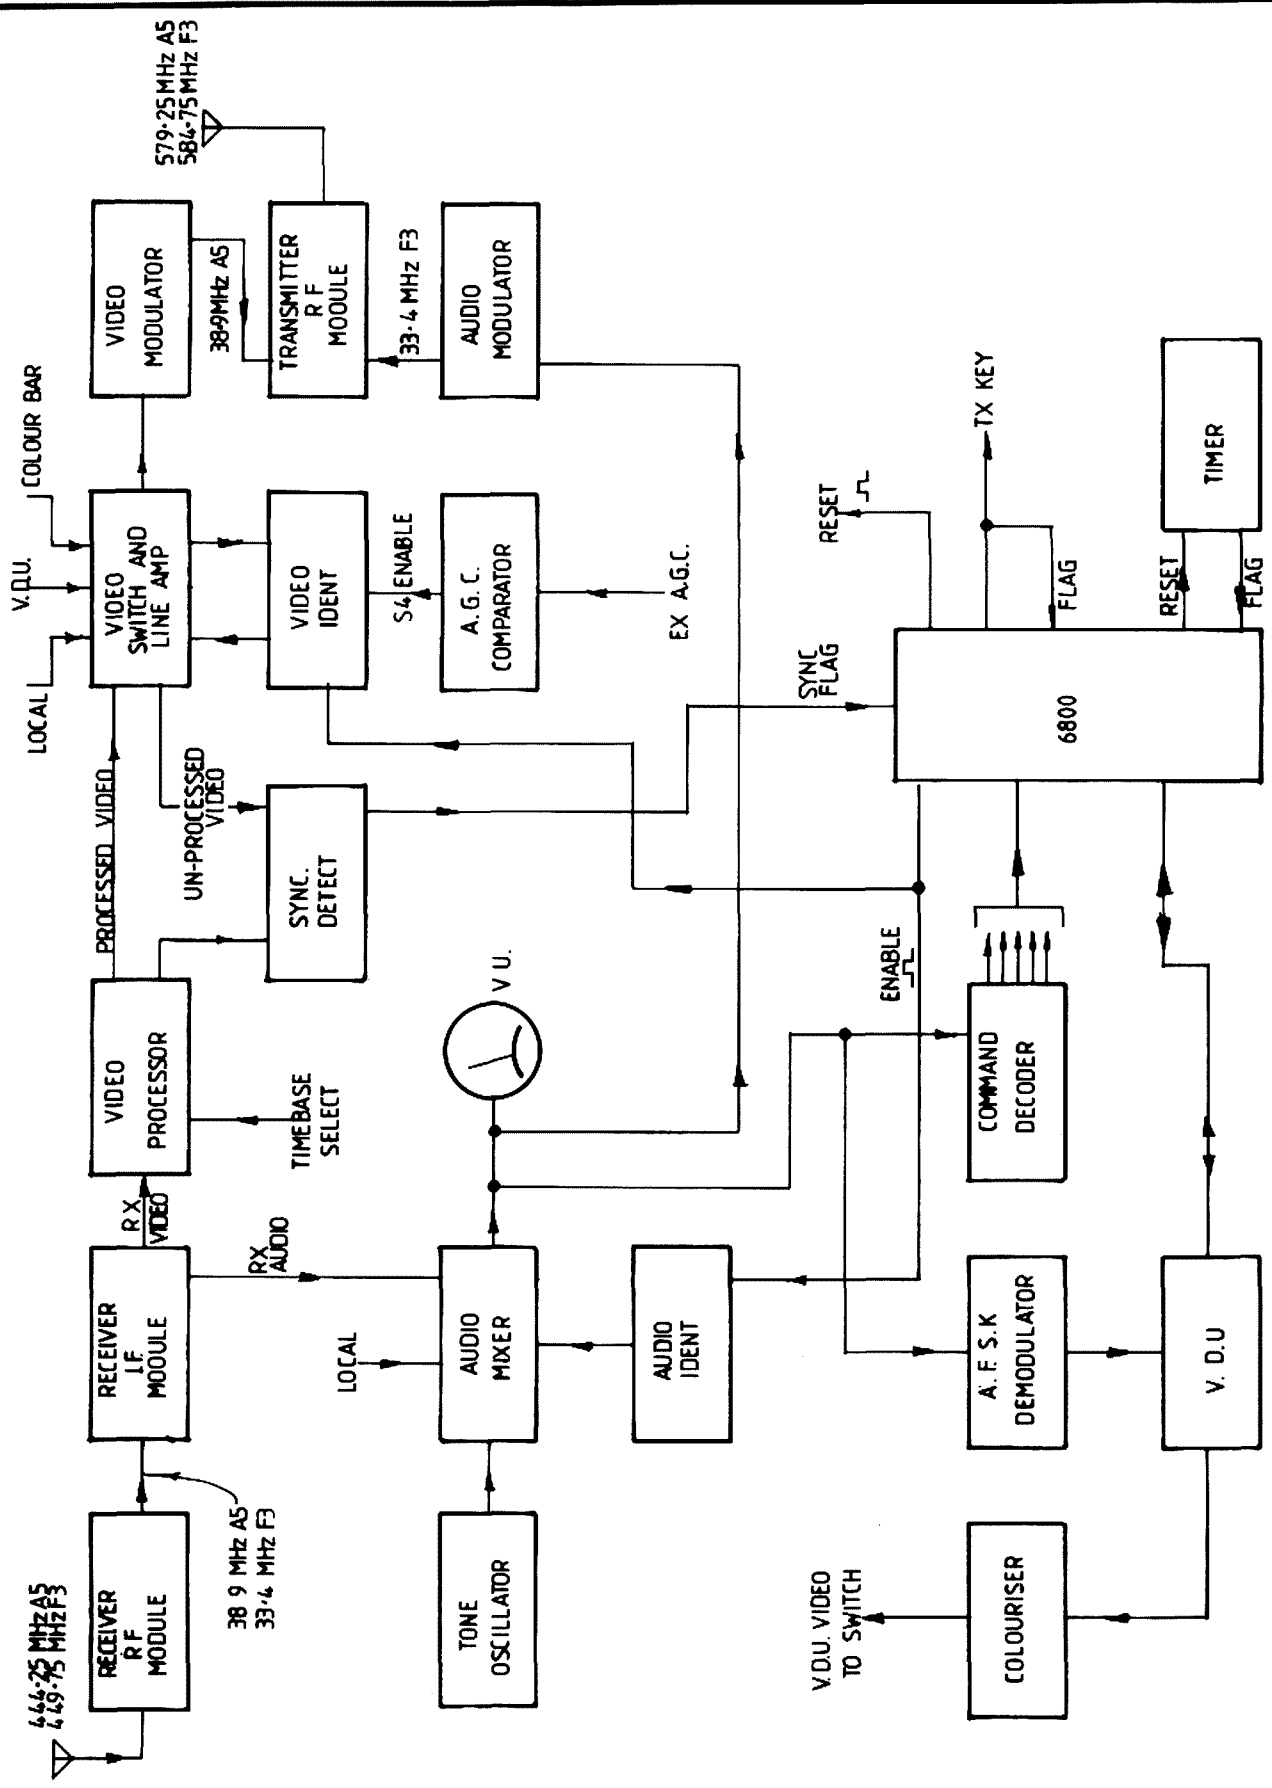 444·25 MHz A5
449·75 MHz F3
RECEIVER
RF
MODULE
38 9 MHz A5
33·4 MHz F3
RECEIVER
I.F.
MODULE
RX
VIDEO
RX
AUDIO
VIDEO
PROCESSOR
TIMEBASE
SELECT
PROCESSED VIDEO
UN-PROCESSED
VIDEO
SYNC.
DETECT
LOCAL
V.D.U.
COLOUR BAR
VIDEO
SWITCH AND
LINE AMP
VIDEO
IDENT
S4 ENABLE
A.G.C.
COMPARATOR
EX A.G.C.
VIDEO
MODULATOR
38·9MHz A5
TRANSMITTER
RF
MODULE
579·25MHz A5
584·75MHz F3
33·4 MHz F3
AUDIO
MODULATOR
TONE
OSCILLATOR
LOCAL
AUDIO
MIXER
V U.
AUDIO
IDENT
ENABLE
SYNC
FLAG
RESET
TX KEY
FLAG
6800
RESET
FLAG
TIMER
COMMAND
DECODER
A. F. S. K
DEMODULATOR
V. D.U
COLOURISER
V.D.U. VIDEO
TO SWITCH